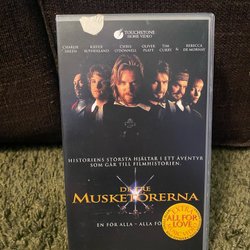 TOUCHSTONE
HOME VIDEO
CHARLIE SHEEN
KIEFER SUTHERLAND
CHRIS O'DONNELL
OLIVER PLATT
TIM CURRY
&
REBECCA DE MORNAY
HISTORIENS STÖRSTA HJÄLTAR I ETT ÄVENTYR
SOM GÅR TILL FILMHISTORIEN.
DE TRE
MUSKETÖRERNA
EN FÖR ALLA - ALLA FÖR
ALL FOR
LOVE